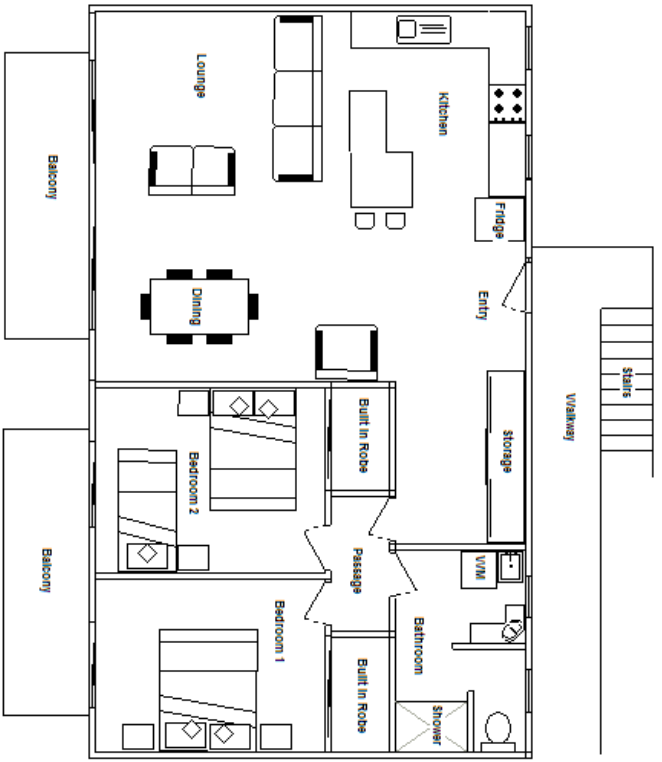 Lounge
Kitchen
Balcony
Fridge
Dining
Entry
Stairs
Walkway
Built In Robe
Storage
Bedroom 2
Passage
WM
Balcony
Bedroom 1
Bathroom
Built In Robe
Shower